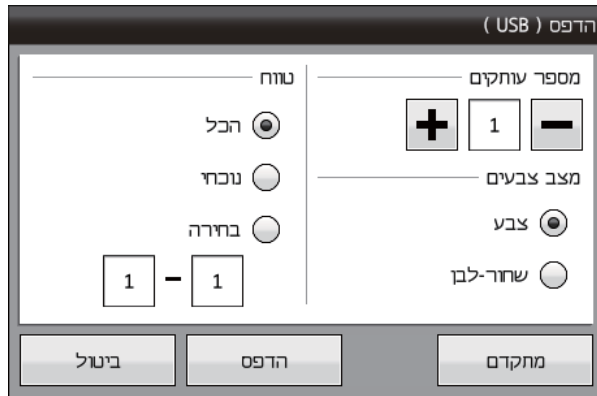 הדפס ( USB )
מספר עותקים
1
מצב צבעים
צבע
שחור-לבן
טווח
הכל
נוכחי
בחירה
1 - 1
מתקדם
הדפס
ביטול